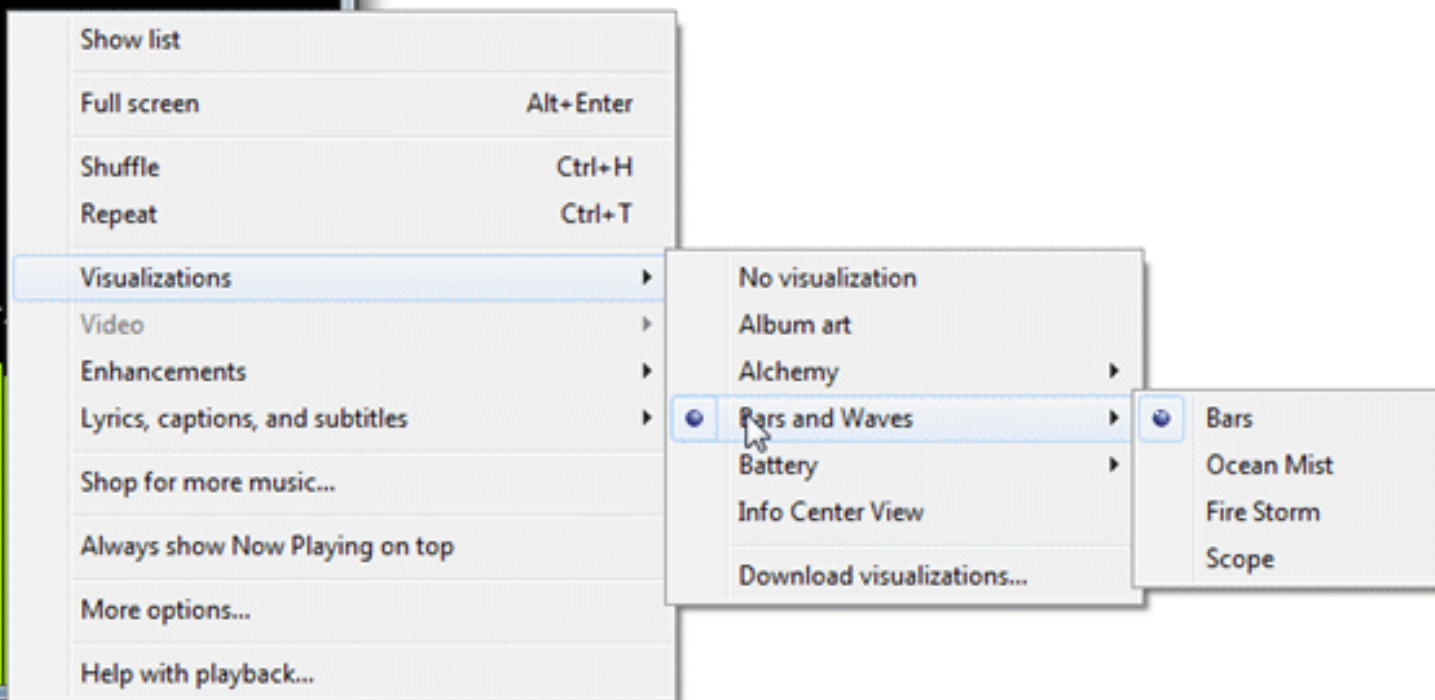 Show list
Full screen Alt+Enter
Shuffle Ctrl+H
Repeat Ctrl+T
Visualizations
Video
Enhancements
Lyrics, captions, and subtitles
Shop for more music...
Always show Now Playing on top
More options...
Help with playback...
No visualization
Album art
Alchemy
Bars and Waves
Battery
Info Center View
Download visualizations...
Bars
Ocean Mist
Fire Storm
Scope